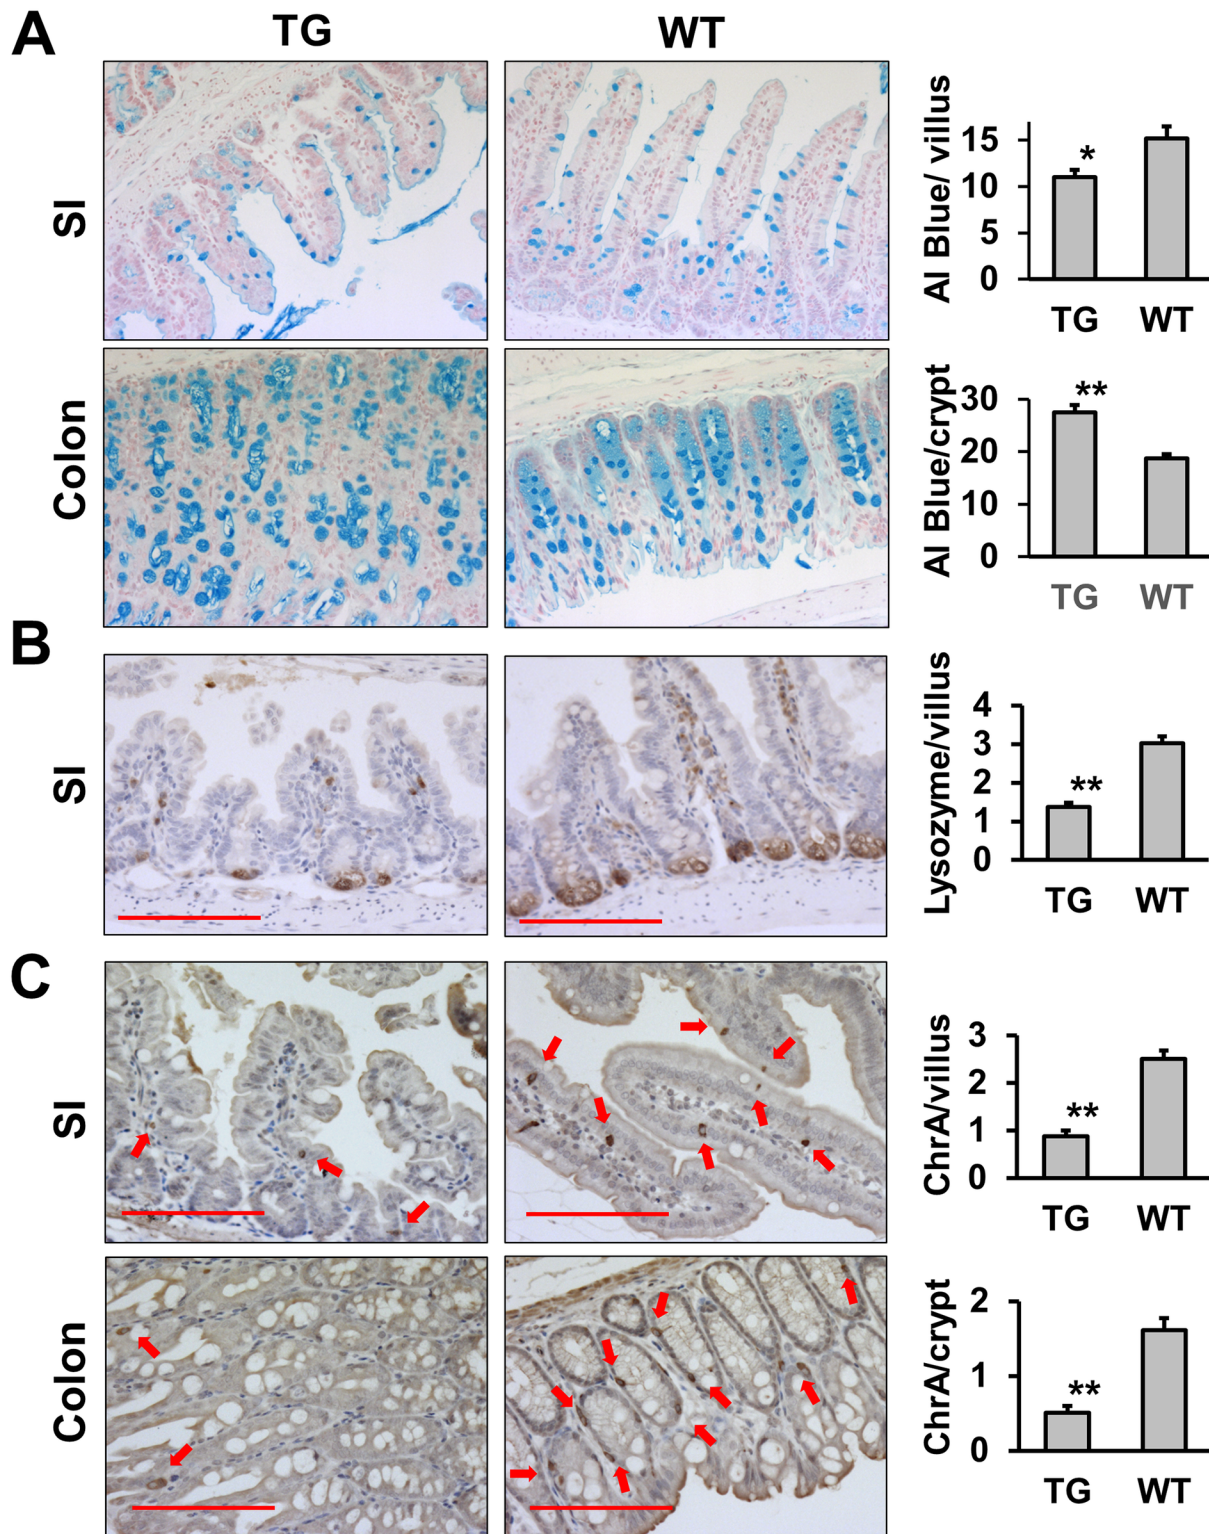 A
TG
WT
SI
Al Blue/ villus
15
10
5
0
*
TG
WT
Colon
Al Blue/crypt
30
20
10
0
**
TG
WT
B
SI
Lysozyme/villus
4
3
2
1
0
**
TG
WT
C
SI
ChrA/villus
3
2
1
0
**
TG
WT
Colon
ChrA/crypt
2
1
0
**
TG
WT